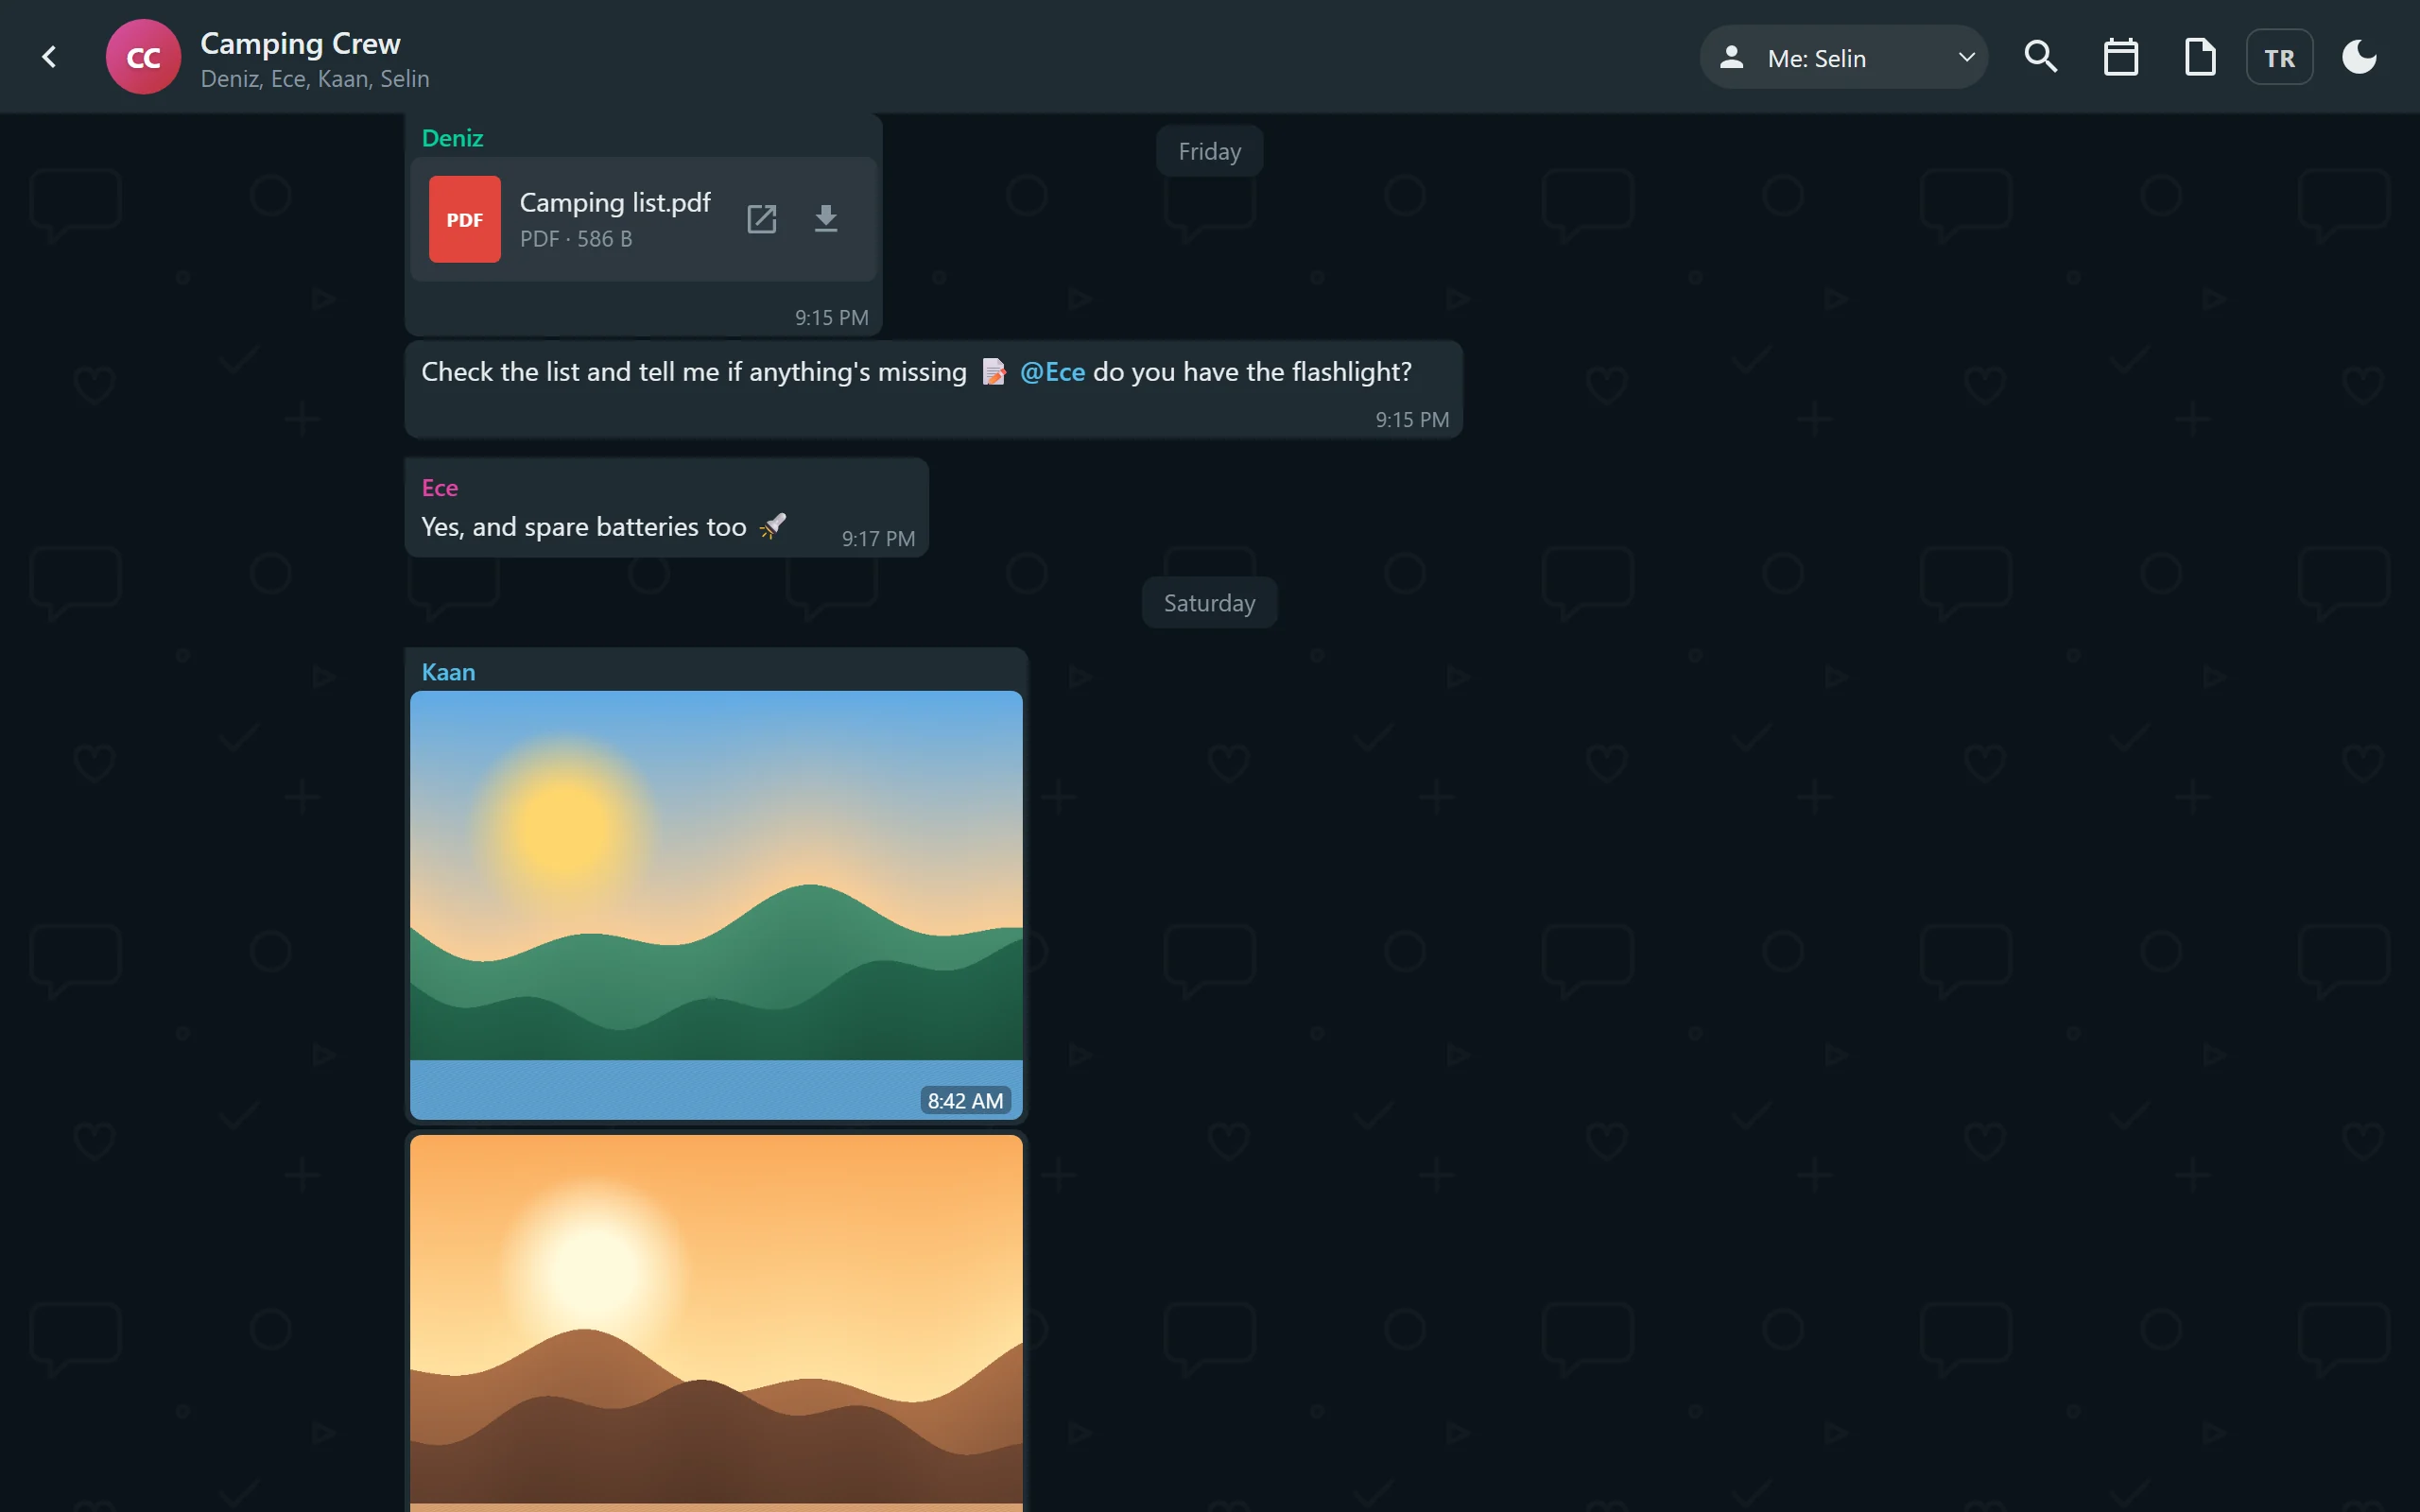 CC
Camping Crew
Deniz, Ece, Kaan, Selin
Me: Selin
TR
Friday
Deniz
PDF
Camping list.pdf
PDF · 586 B
9:15 PM
Check the list and tell me if anything's missing 📝 @Ece do you have the flashlight?
9:15 PM
Ece
Yes, and spare batteries too 🔦
9:17 PM
Saturday
Kaan
8:42 AM